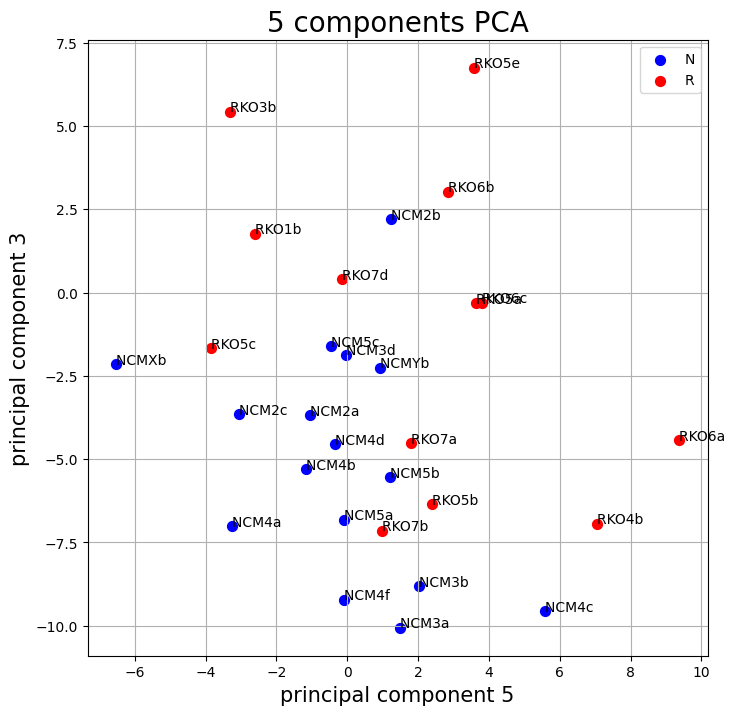 5 components PCA
N
R
RKO5e
RKO3b
RKO6b
NCM2b
RKO1b
RKO7d
RKO5a
RKO6c
NCM5c
RKO5c
NCM3d
NCMXb
NCMYb
NCM2c
NCM2a
NCM4d
RKO7a
RKO6a
NCM4b
NCM5b
RKO5b
NCM5a
RKO4b
NCM4a
RKO7b
NCM3b
NCM4f
NCM4c
NCM3a
7.5
5.0
2.5
0.0
−2.5
−5.0
−7.5
−10.0
−6 −4 −2 0 2 4 6 8 10
principal component 5
principal component 3